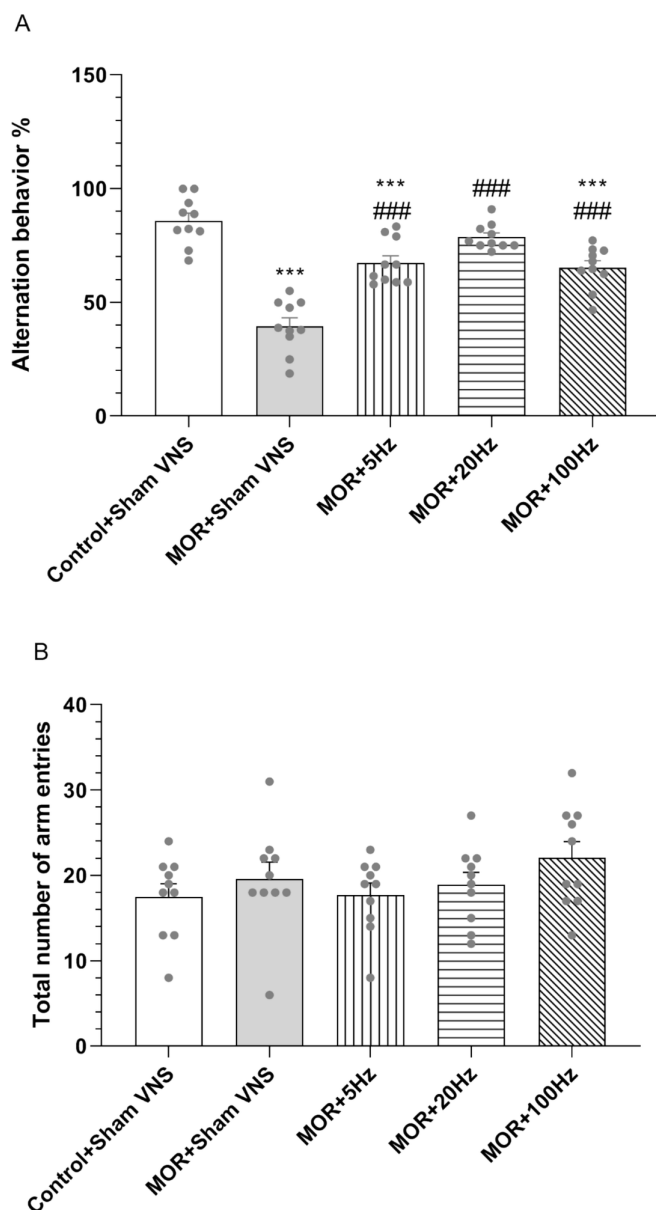 A
Alternation behavior %
150
100
50
0
***
***
###
###
***
###
Control+Sham VNS
MOR+Sham VNS
MOR+5Hz
MOR+20Hz
MOR+100Hz
B
Total number of arm entries
40
30
20
10
0
Control+Sham VNS
MOR+Sham VNS
MOR+5Hz
MOR+20Hz
MOR+100Hz